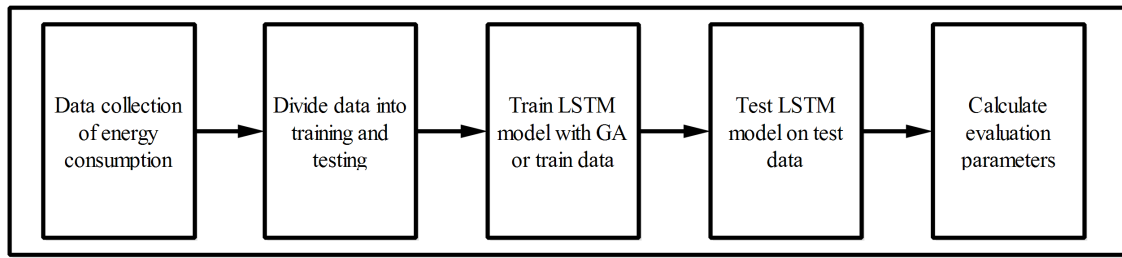 Data collection
of energy
consumption
Divide data into
training and
testing
Train LSTM
model with GA
or train data
Test LSTM
model on test
data
Calculate
evaluation
parameters